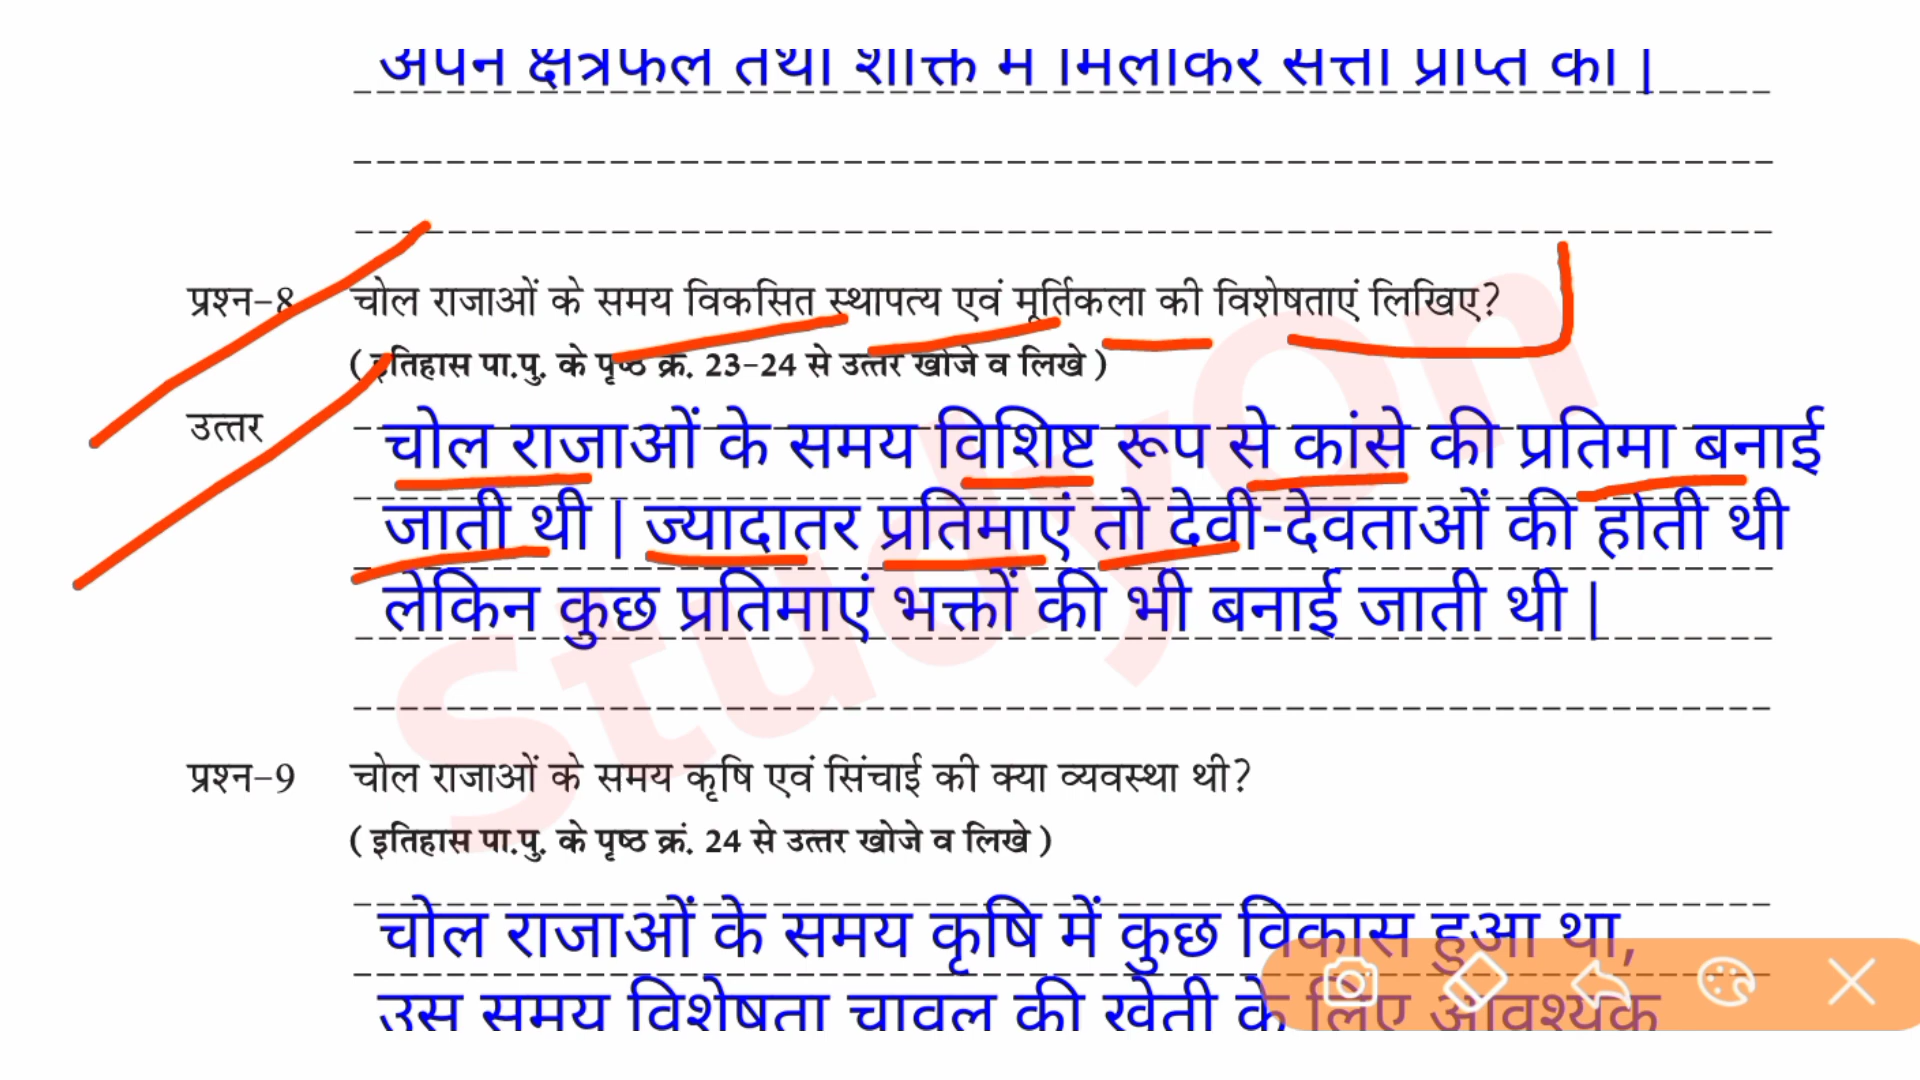 अपने क्षेत्रफल तथा शक्ति में मिलाकर सत्ता प्राप्त की |
प्रश्न-8 चोल राजाओं के समय विकसित स्थापत्य एवं मूर्तिकला की विशेषताएं लिखिए?
( इतिहास पा.पु. के पृष्ठ क्र. 23-24 से उत्तर खोजे व लिखे )
उत्तर चोल राजाओं के समय विशिष्ट रूप से कांसे की प्रतिमा बनाई
जाती थी | ज्यादातर प्रतिमाएं तो देवी-देवताओं की होती थी
लेकिन कुछ प्रतिमाएं भक्तों की भी बनाई जाती थी |
studyon
प्रश्न-9 चोल राजाओं के समय कृषि एवं सिंचाई की क्या व्यवस्था थी?
( इतिहास पा.पु. के पृष्ठ क्रं. 24 से उत्तर खोजे व लिखे )
चोल राजाओं के समय कृषि में कुछ विकास हुआ था,
उस समय विशेषता चावल की खेती के लिए आवश्यक